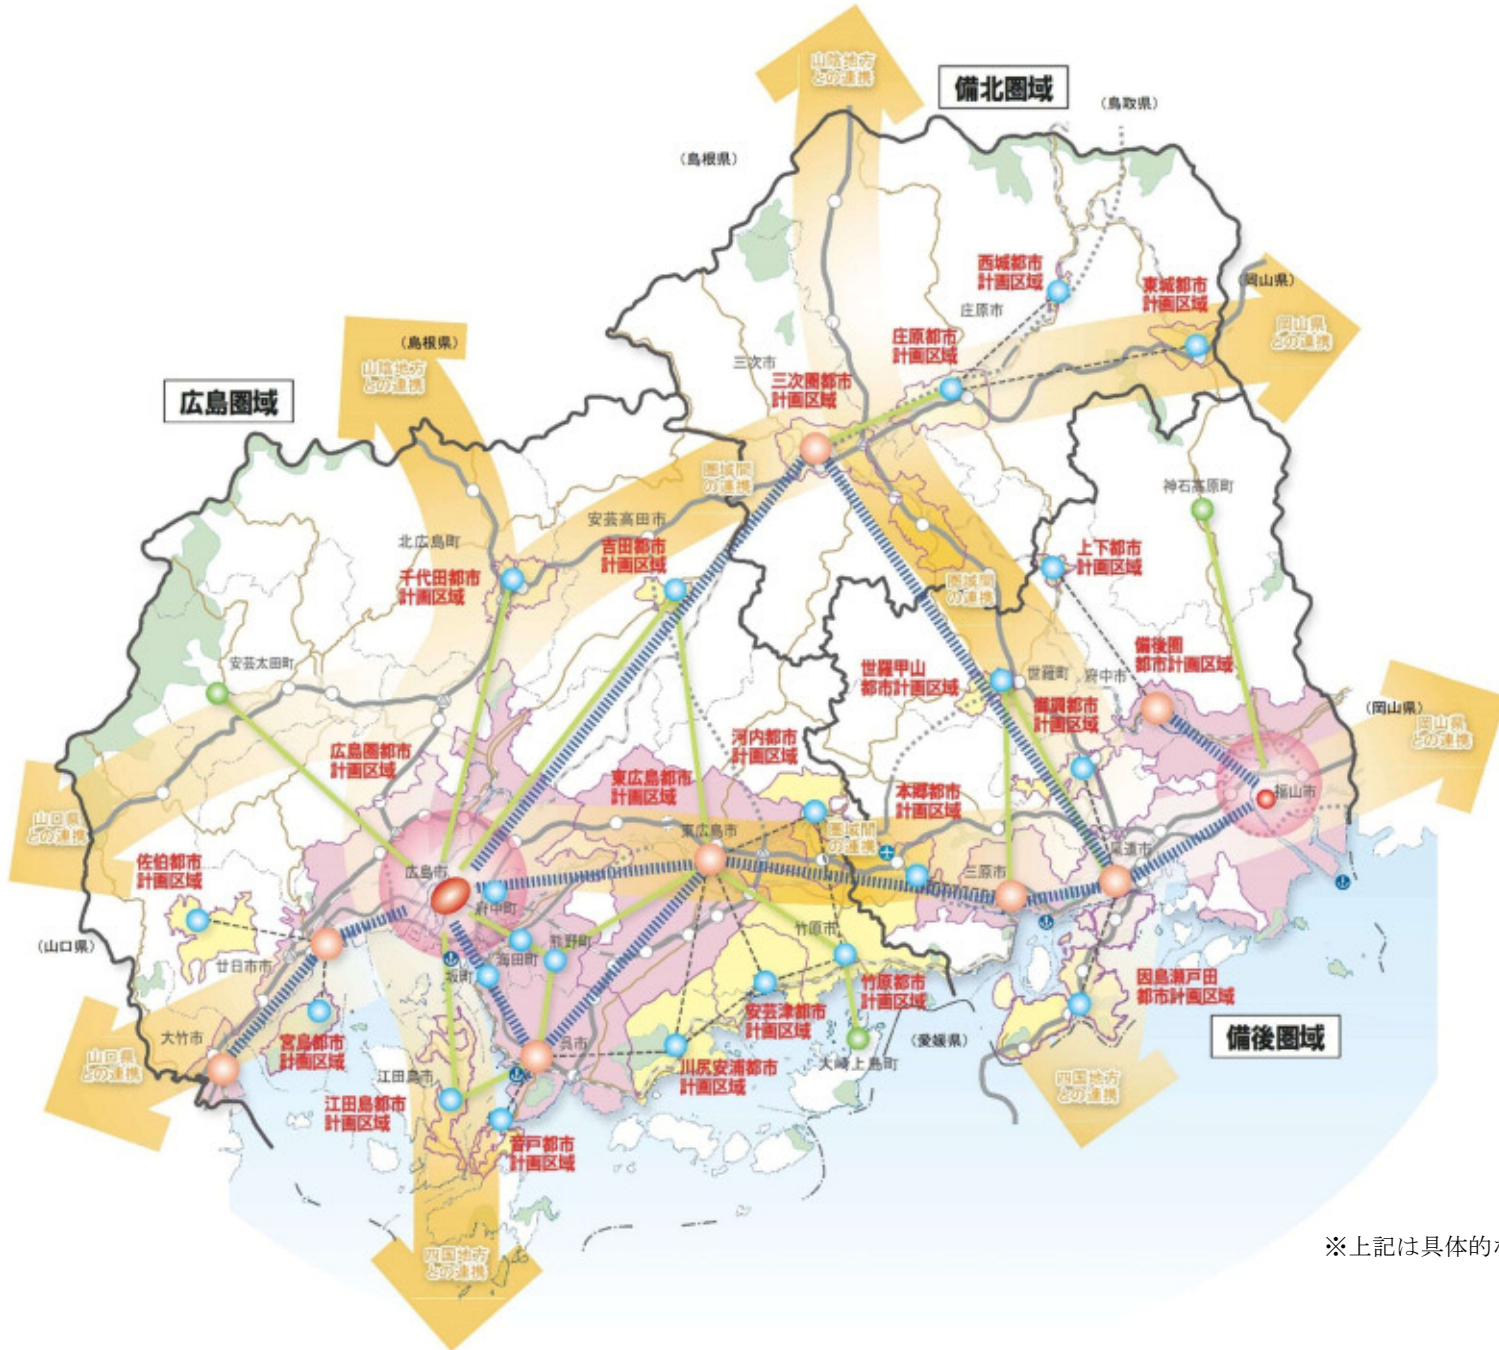 山陰地方
との連携
備北圏域
(鳥取県)
(島根県)
西城都市
計画区域
東城都市
計画区域
(岡山県)
庄原市
岡山県
との連携
庄原都市
計画区域
(島根県)
山陰地方
との連携
三次市
三次圏都市
計画区域
広島圏域
圏域間
の連携
神石高原町
安芸高田市
北広島町
吉田都市
計画区域
上下都市
計画区域
千代田都市
計画区域
圏域間
の連携
備後圏
都市計画区域
安芸太田町
世羅甲山
都市計画区域
世羅町
府中市
御調都市
計画区域
(岡山県)
岡山県
との連携
広島圏都市
計画区域
河内都市
計画区域
東広島都市
計画区域
本郷都市
計画区域
福山市
山口県
との連携
東広島市
圏域間
の連携
尾道市
佐伯都市
計画区域
広島市
三原市
府中町
竹原市
熊野町
(山口県)
海田町
廿日市市
坂町
竹原都市
計画区域
因島瀬戸田
都市計画区域
安芸津都市
計画区域
大竹市
宮島都市
計画区域
呉市
(愛媛県)
備後圏域
山口県
との連携
江田島市
川尻安浦都市
計画区域
大崎上島町
四国地方
との連携
江田島都市
計画区域
音戸都市
計画区域
四国地方
との連携
※上記は具体的